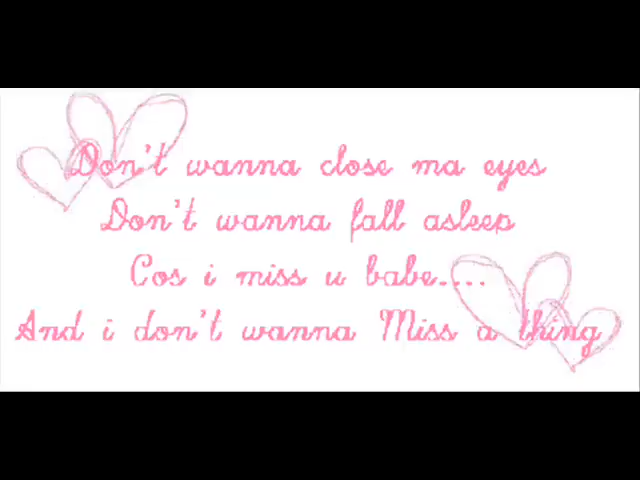 Don't wanna close ma eyes
Don't wanna fall asleep
Cos i miss u babe....
And i don't wanna Miss a thing